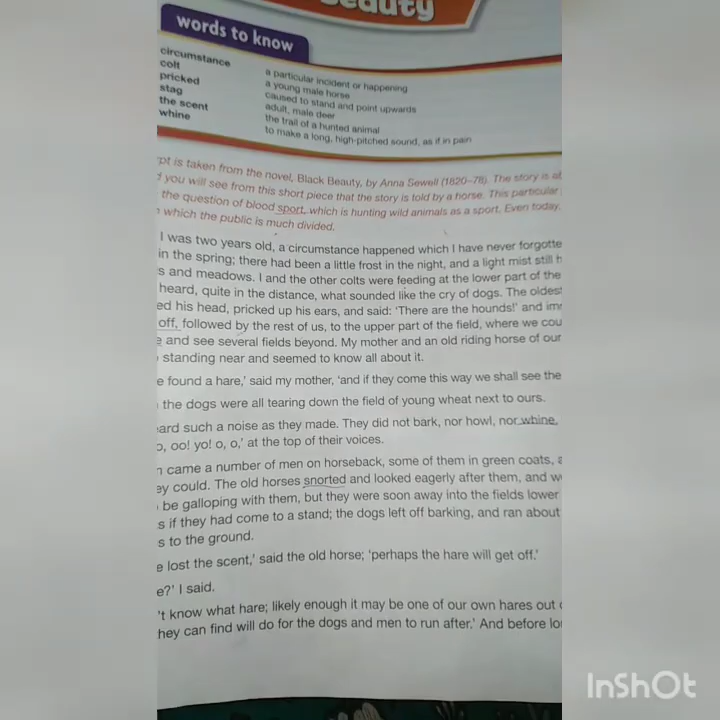 Beauty
words to know
circumstance a particular incident or happening
colt a young male horse
pricked caused to stand and point upwards
stag adult, male deer
the scent the trail of a hunted animal
whine to make a long, high-pitched sound, as if in pain
pt is taken from the novel, Black Beauty, by Anna Sewell (1820–78). The story is
you will see from this short piece that the story is told by a horse. This particular
the question of blood sport, which is hunting wild animals as a sport. Even today,
which the public is much divided.
I was two years old, a circumstance happened which I have never forgotte
in the spring; there had been a little frost in the night, and a light mist still
s and meadows. I and the other colts were feeding at the lower part of the
heard, quite in the distance, what sounded like the cry of dogs. The oldest
ed his head, pricked up his ears, and said: 'There are the hounds!' and im
off, followed by the rest of us, to the upper part of the field, where we cou
e and see several fields beyond. My mother and an old riding horse of our
standing near and seemed to know all about it.
e found a hare,' said my mother, 'and if they come this way we shall see the
the dogs were all tearing down the field of young wheat next to ours.
ard such a noise as they made. They did not bark, nor howl, nor whine,
o, oo! yo! o, o,' at the top of their voices.
came a number of men on horseback, some of them in green coats, a
ey could. The old horses snorted and looked eagerly after them, and w
be galloping with them, but they were soon away into the fields lower
s if they had come to a stand; the dogs left off barking, and ran about
s to the ground.
e lost the scent,' said the old horse; 'perhaps the hare will get off.'
e?' I said.
't know what hare; likely enough it may be one of our own hares out
hey can find will do for the dogs and men to run after.' And before lo
InShOt